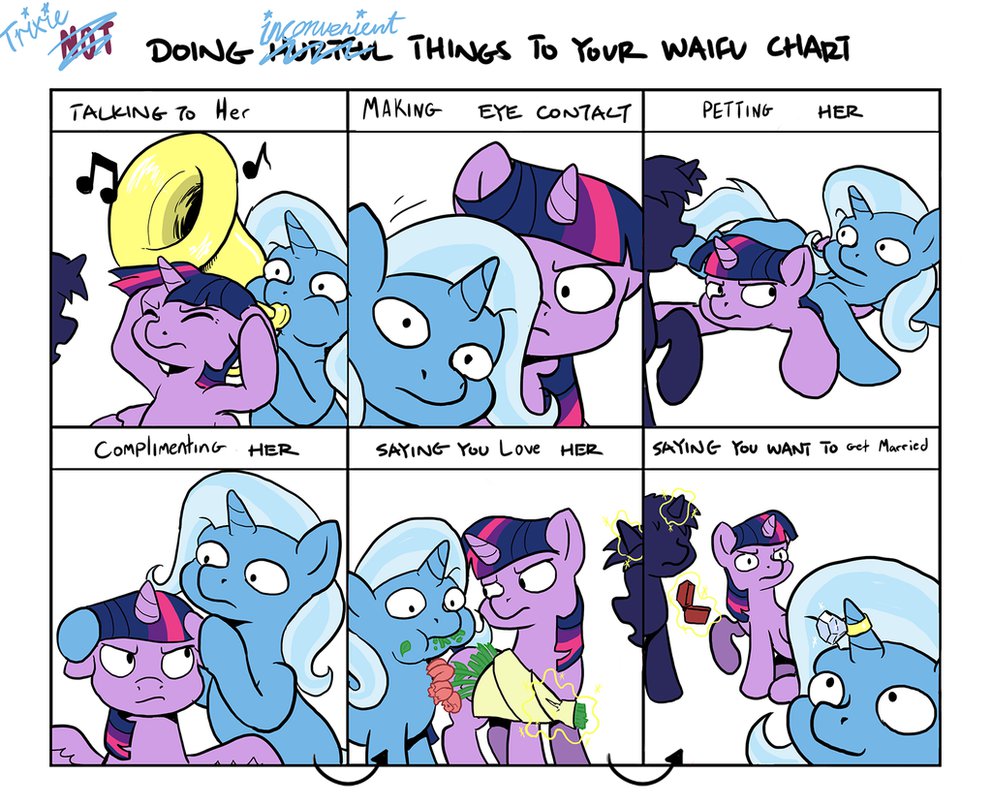 Trixie NOT DOING HURTFUL inconvenient THINGS TO YOUR WAIFU CHART
TALKING TO Her
MAKING EYE CONTACT
PETTING HER
COMPLIMENTING HER
SAYING YOU LOVE HER
SAYING YOU WANT TO Get Married